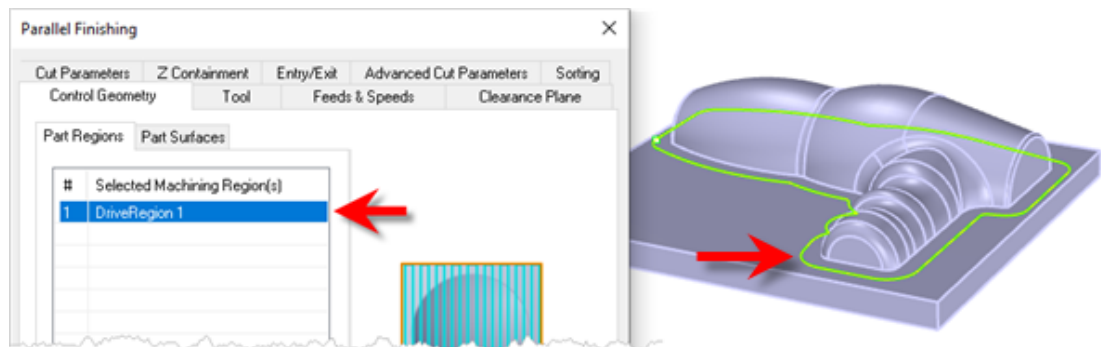 Parallel Finishing
Cut Parameters Z Containment Entry/Exit Advanced Cut Parameters Sorting
Control Geometry Tool Feeds & Speeds Clearance Plane
Part Regions Part Surfaces
# Selected Machining Region(s)
1 DriveRegion 1